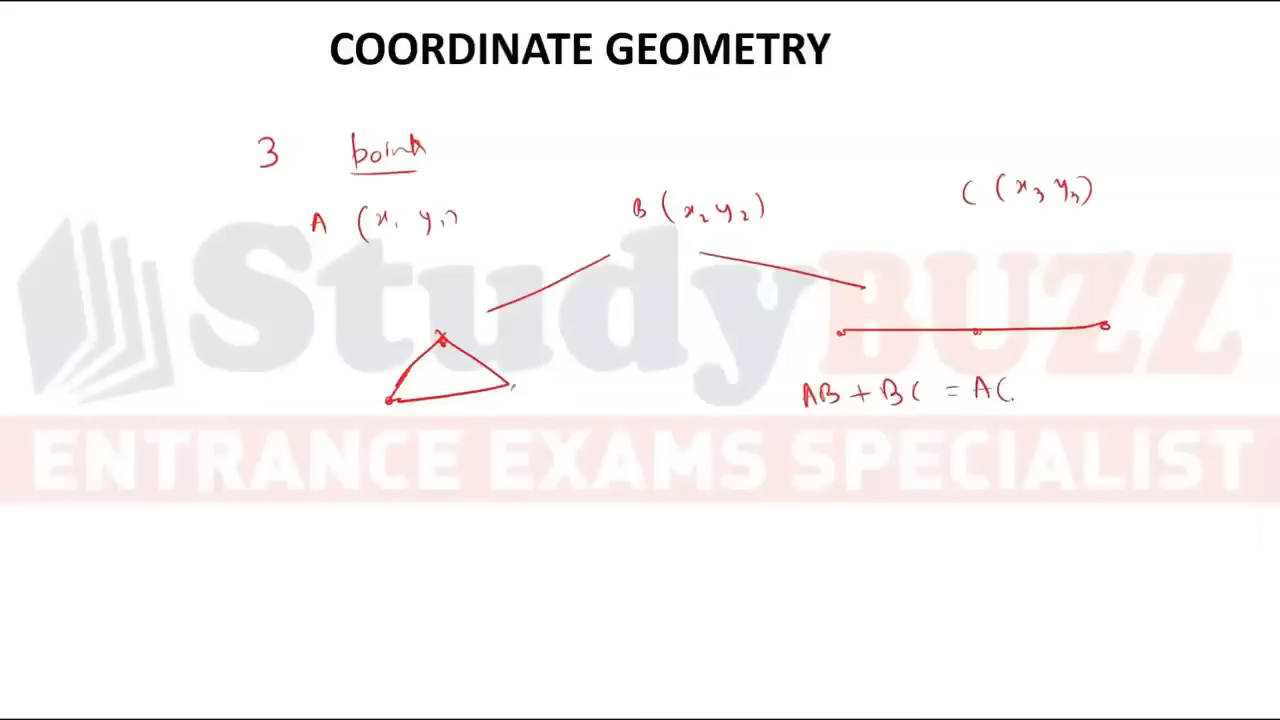 COORDINATE GEOMETRY
3 points
A (x₁ y₁) B (x₂ y₂) C (x₃ y₃)
StudyBUZZ
AB + BC = AC
ENTRANCE EXAMS SPECIALIST